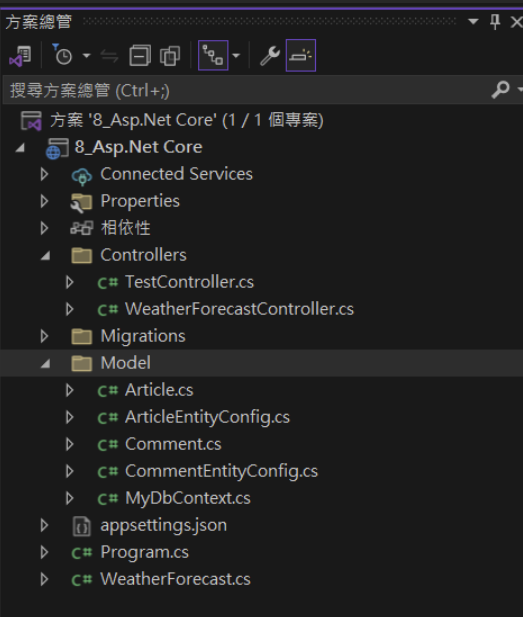 方案總管
搜尋方案總管 (Ctrl+;)
方案 '8_Asp.Net Core' (1 / 1 個專案)
8_Asp.Net Core
Connected Services
Properties
相依性
Controllers
C# TestController.cs
C# WeatherForecastController.cs
Migrations
Model
C# Article.cs
C# ArticleEntityConfig.cs
C# Comment.cs
C# CommentEntityConfig.cs
C# MyDbContext.cs
appsettings.json
C# Program.cs
C# WeatherForecast.cs